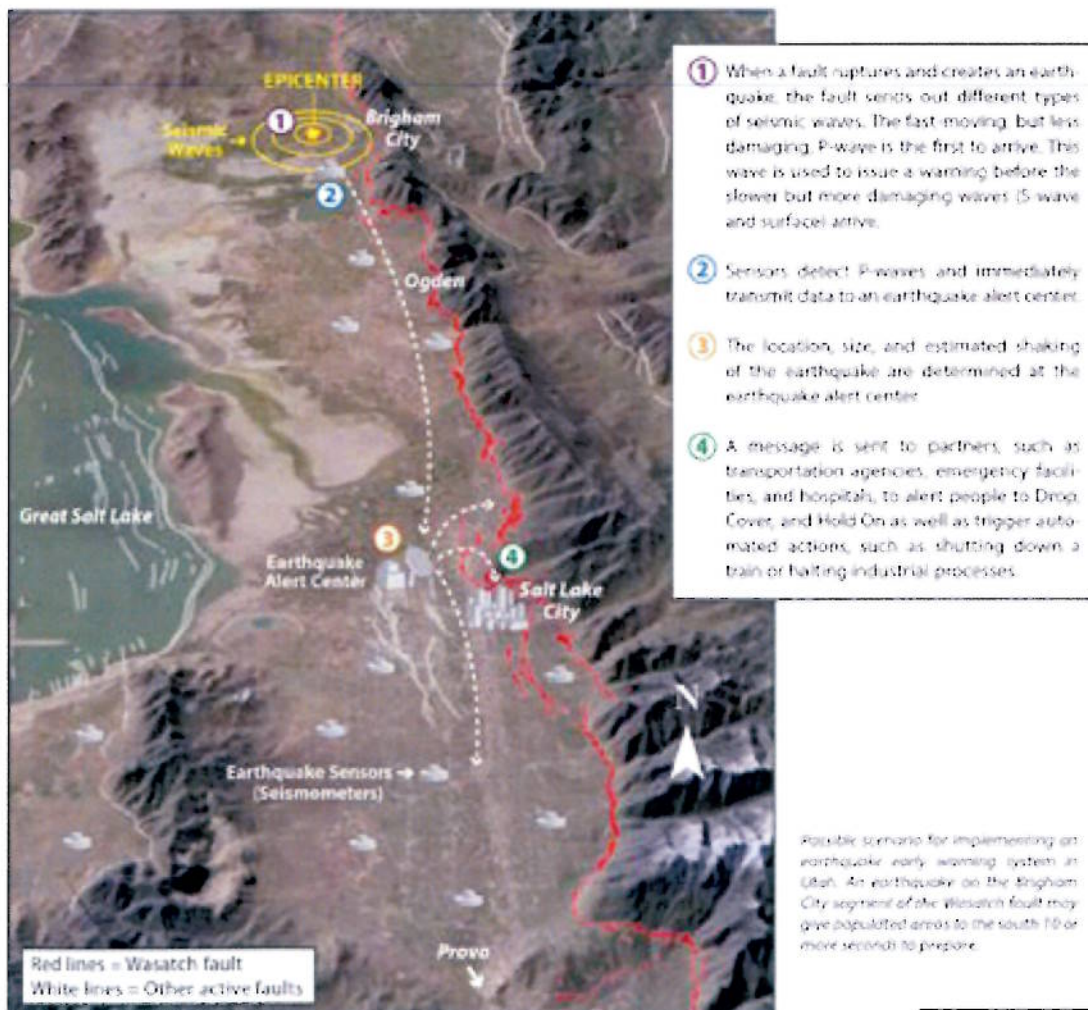 EPICENTER
1
Seismic
Waves
Brigham
City
2
Ogden
Great Salt Lake
3
Earthquake
Alert Center
4
Salt Lake
City
N
Earthquake Sensors
(Seismometers)
Provo
Red lines = Wasatch fault
White lines = Other active faults
1 When a fault ruptures and creates an earth-
quake, the fault sends out different types
of seismic waves. The fast-moving, but less
damaging, P-wave is the first to arrive. This
wave is used to issue a warning before the
slower but more damaging waves (S-wave
and surface) arrive.
2 Sensors detect P-waves and immediately
transmit data to an earthquake alert center.
3 The location, size, and estimated shaking
of the earthquake are determined at the
earthquake alert center.
4 A message is sent to partners, such as
transportation agencies, emergency facili-
ties, and hospitals, to alert people to Drop,
Cover, and Hold On as well as trigger auto-
mated actions, such as shutting down a
train or halting industrial processes.
Possible scenario for implementing an
earthquake early warning system in
Utah. An earthquake on the Brigham
City segment of the Wasatch fault may
give populated areas to the south 10 or
more seconds to prepare.